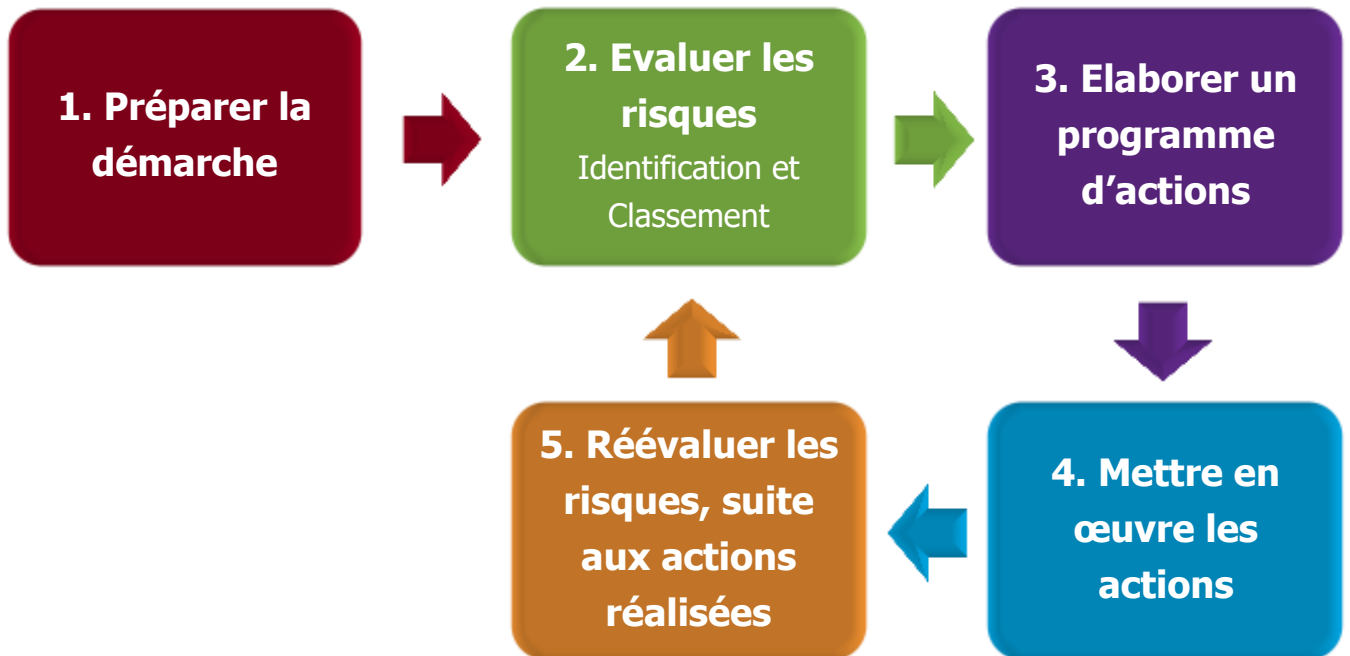 1. Préparer la
démarche
2. Evaluer les
risques
Identification et
Classement
3. Elaborer un
programme
d’actions
4. Mettre en
œuvre les
actions
5. Réévaluer les
risques, suite
aux actions
réalisées